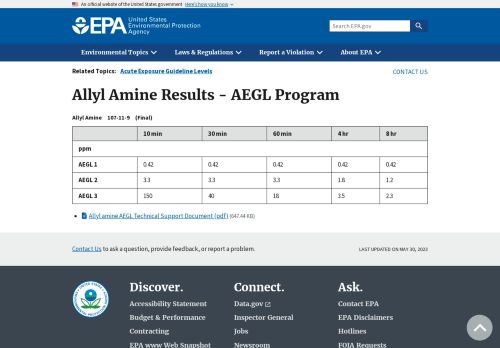 An official website of the United States government Here's how you know
EPA United States
Environmental Protection
Agency
Search EPA.gov
Environmental Topics Laws & Regulations Report a Violation About EPA
Related Topics: Acute Exposure Guideline Levels CONTACT US
Allyl Amine Results - AEGL Program
Allyl Amine 107-11-9 (Final)
10 min 30 min 60 min 4 hr 8 hr
ppm
AEGL 1 0.42 0.42 0.42 0.42 0.42
AEGL 2 3.3 3.3 3.3 1.8 1.2
AEGL 3 150 40 18 3.5 2.3
Allyl amine AEGL Technical Support Document (pdf) (847.44 KB)
Contact Us to ask a question, provide feedback, or report a problem. LAST UPDATED ON MAY 30, 2023
Discover. Connect. Ask.
Accessibility Statement Data.gov Contact EPA
Budget & Performance Inspector General EPA Disclaimers
Contracting Jobs Hotlines
EPA www Web Snapshot Newsroom FOIA Requests